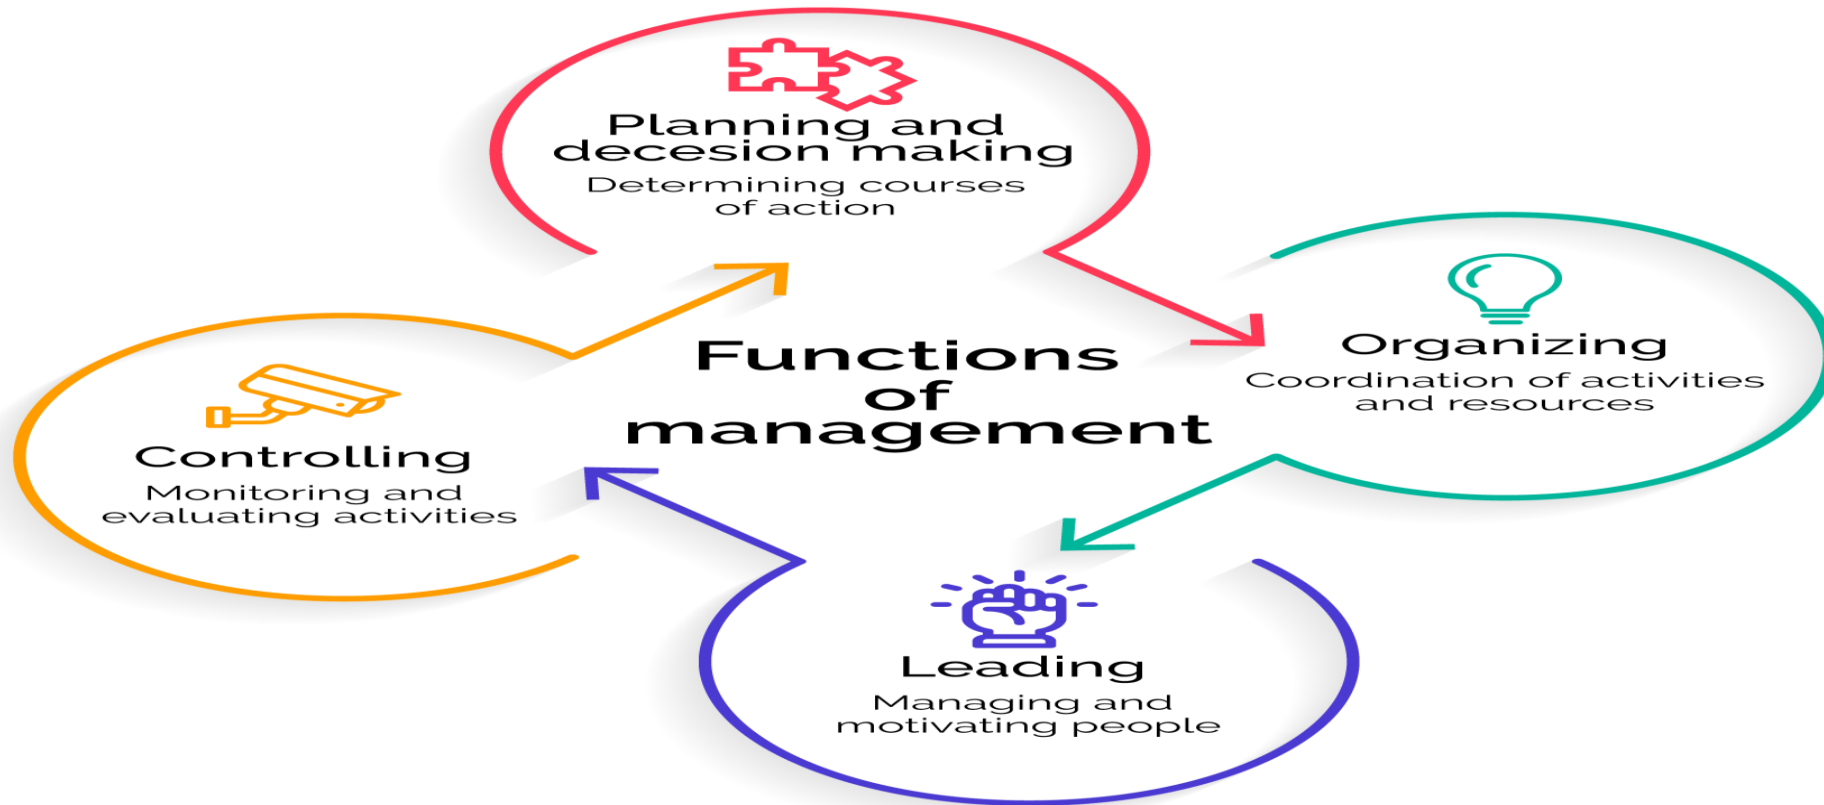 Planning and
decesion making
Determining courses
of action
Functions
of
management
Organizing
Coordination of activities
and resources
Controlling
Monitoring and
evaluating activities
Leading
Managing and
motivating people